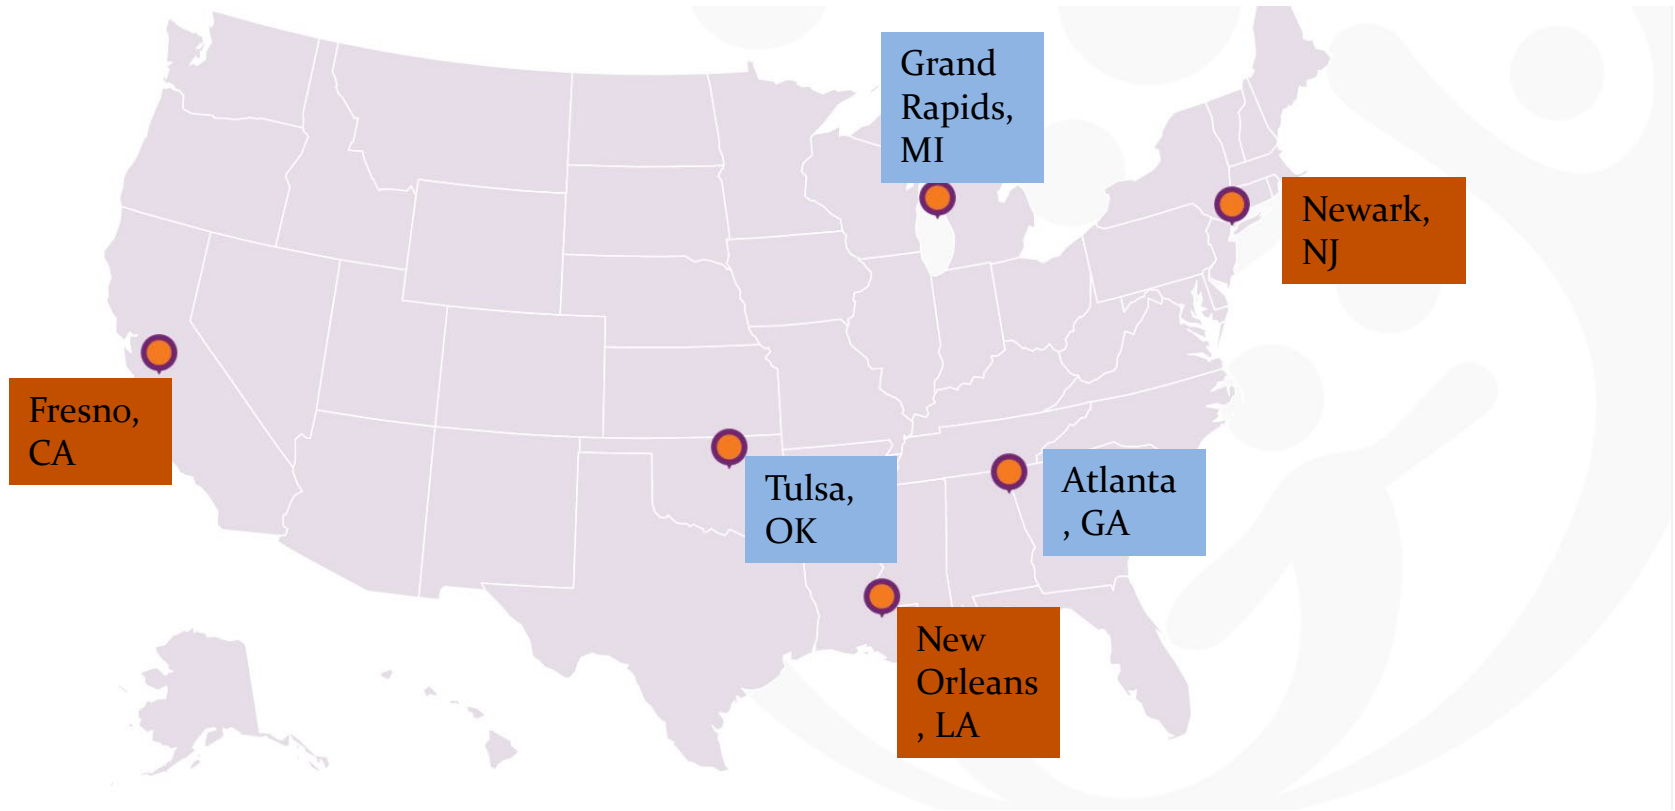 Grand
Rapids,
MI
Newark,
NJ
Fresno,
CA
Tulsa,
OK
Atlanta
, GA
New
Orleans
, LA